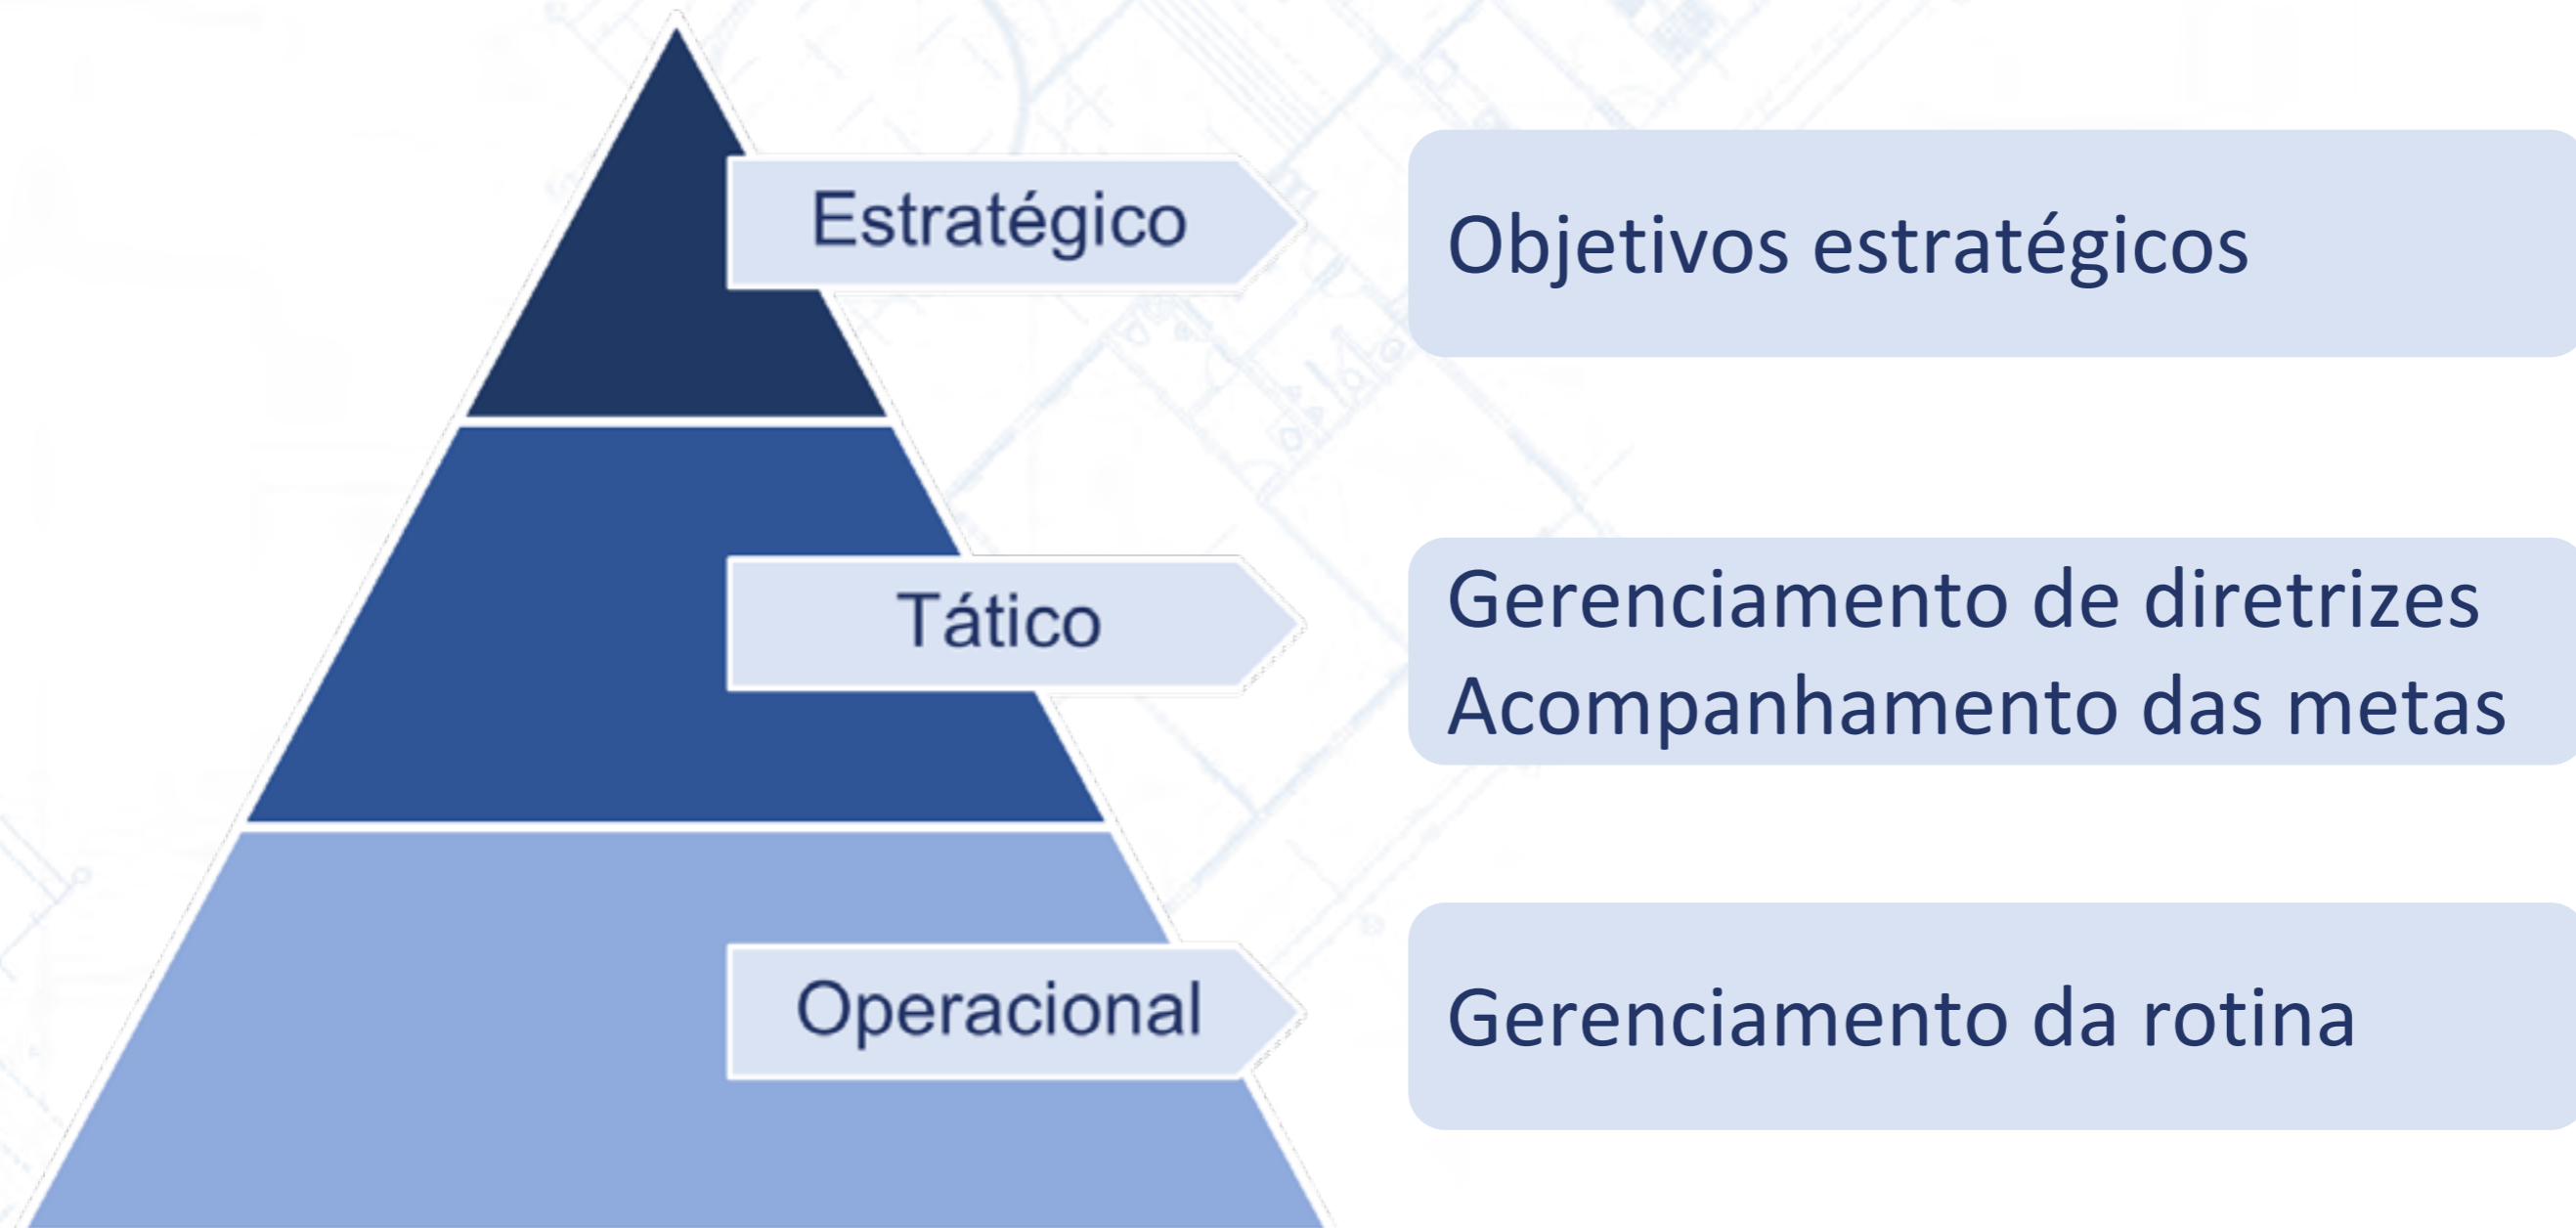 Estratégico
Objetivos estratégicos
Tático
Gerenciamento de diretrizes
Acompanhamento das metas
Operacional
Gerenciamento da rotina